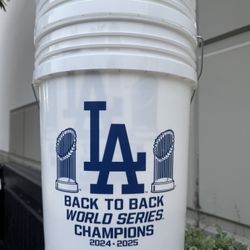 LA
BACK TO BACK
WORLD SERIES
CHAMPIONS
2024 - 2025